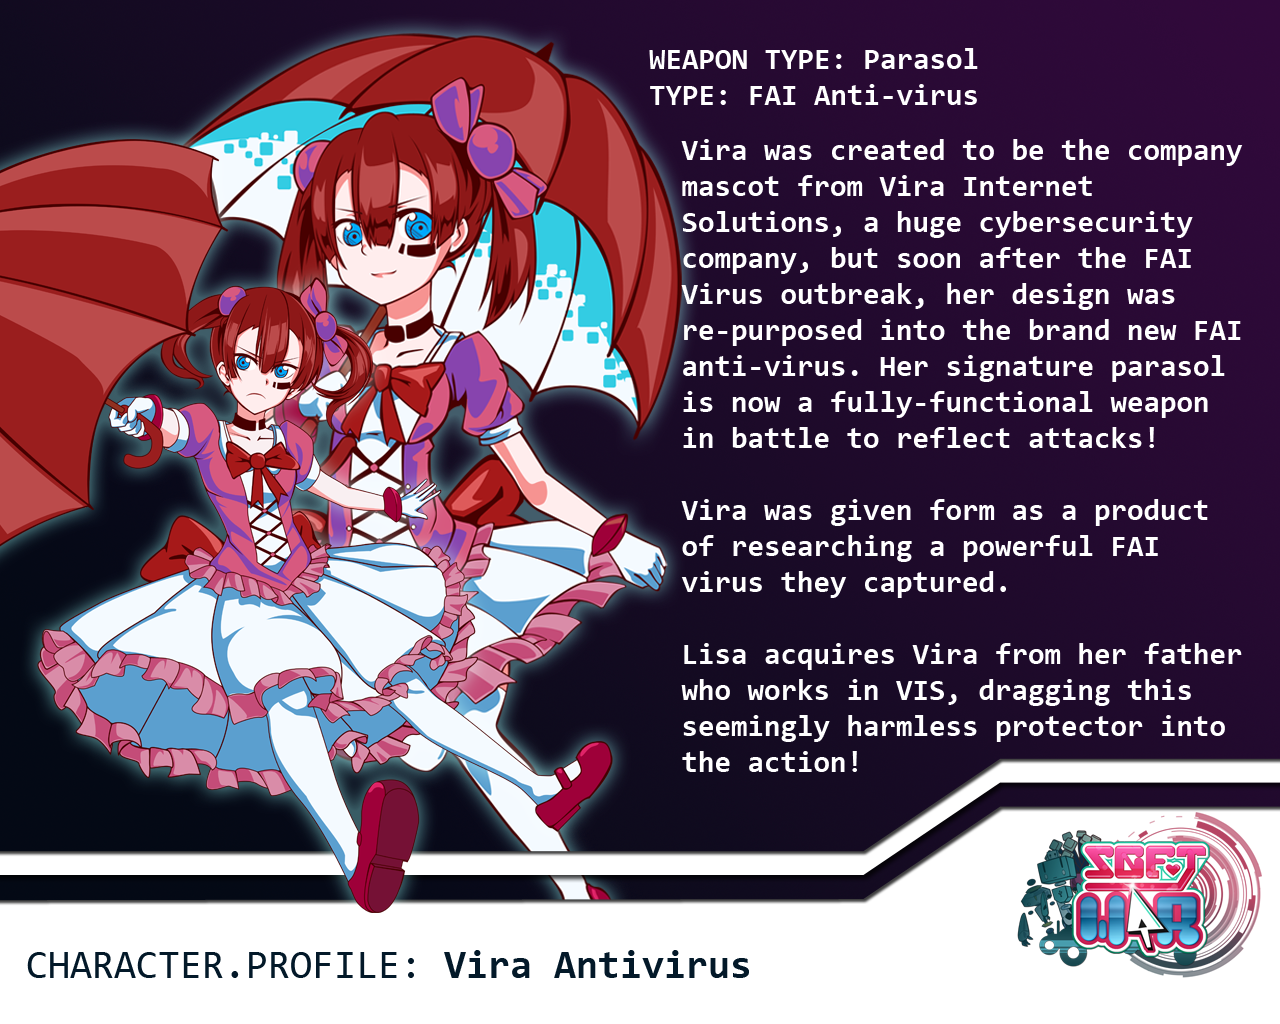 WEAPON TYPE: Parasol
TYPE: FAI Anti-virus
Vira was created to be the company
mascot from Vira Internet
Solutions, a huge cybersecurity
company, but soon after the FAI
Virus outbreak, her design was
re-purposed into the brand new FAI
anti-virus. Her signature parasol
is now a fully-functional weapon
in battle to reflect attacks!
Vira was given form as a product
of researching a powerful FAI
virus they captured.
Lisa acquires Vira from her father
who works in VIS, dragging this
seemingly harmless protector into
the action!
SOFT
WAR
CHARACTER.PROFILE: Vira Antivirus